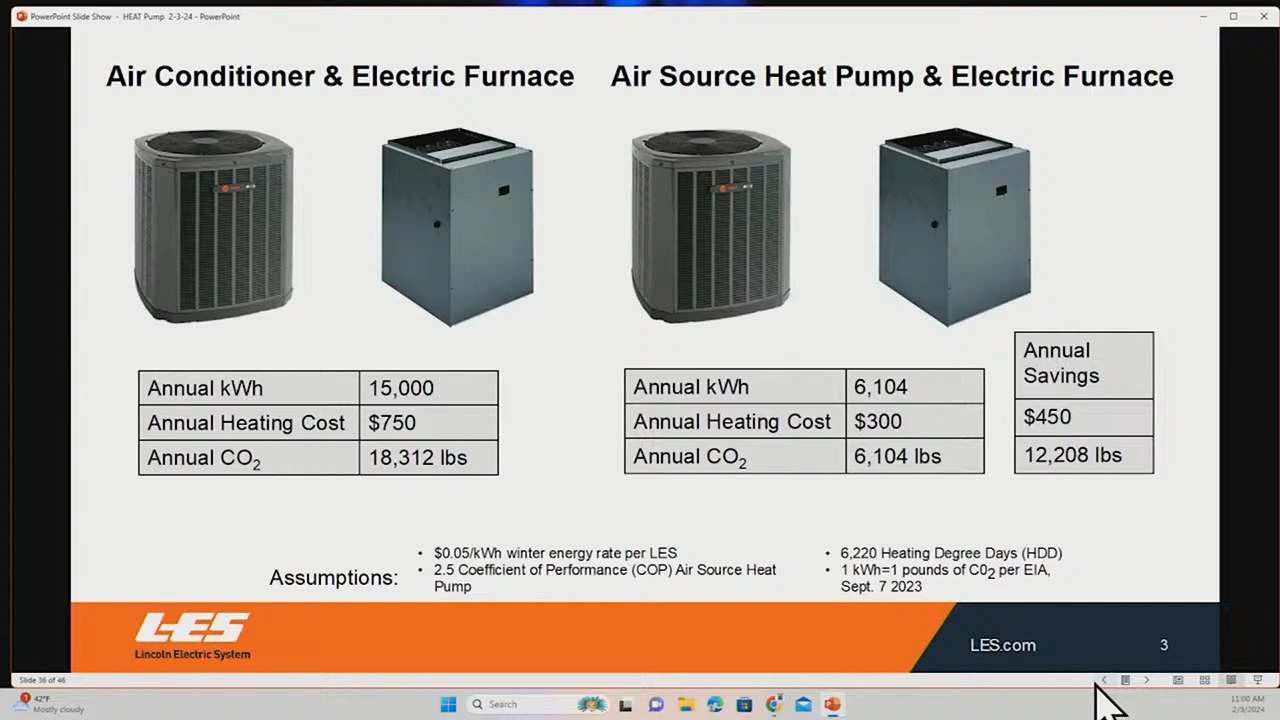 PowerPoint Slide Show - HEAT Pump 2-3-24 - PowerPoint
Air Conditioner & Electric Furnace
Air Source Heat Pump & Electric Furnace
Annual kWh 15,000
Annual Heating Cost $750
Annual CO2 18,312 lbs
Annual kWh 6,104
Annual Heating Cost $300
Annual CO2 6,104 lbs
Annual
Savings
$450
12,208 lbs
Assumptions:
• $0.05/kWh winter energy rate per LES
• 2.5 Coefficient of Performance (COP) Air Source Heat
Pump
• 6,220 Heating Degree Days (HDD)
• 1 kWh=1 pounds of C02 per EIA,
Sept. 7 2023
LES
Lincoln Electric System
LES.com
3
Slide 36 of 46
1
42°F
Mostly cloudy
Search
11:00 AM
2/3/2024